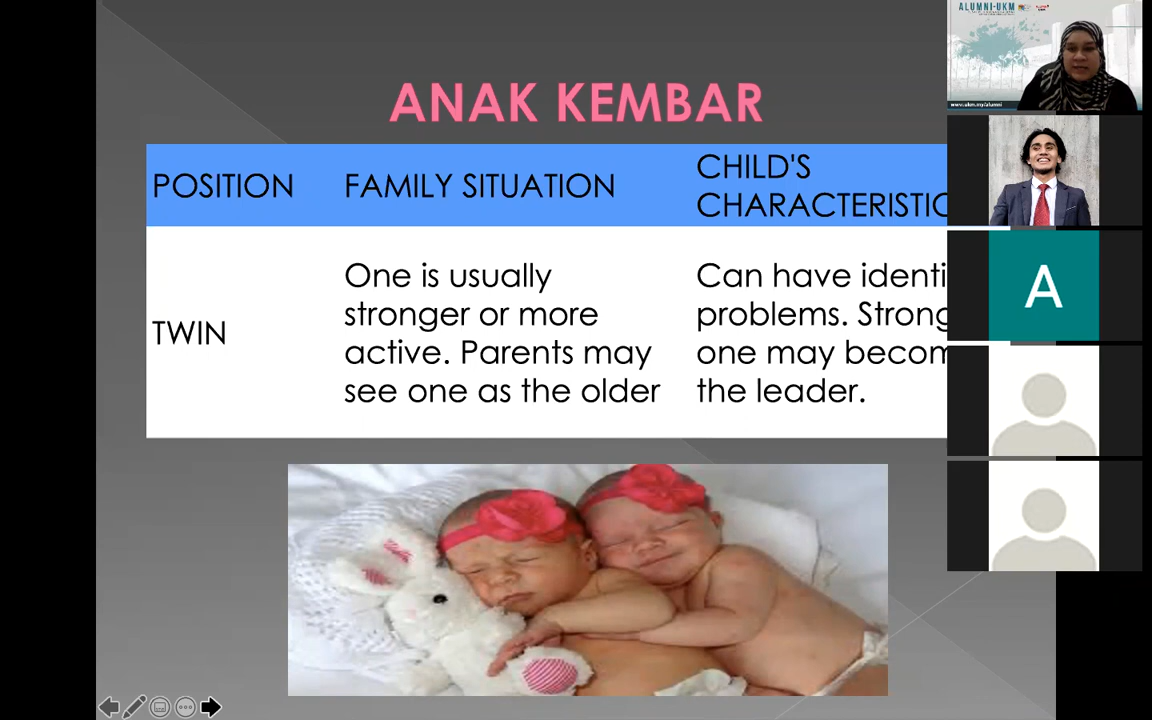 ANAK KEMBAR
POSITION
FAMILY SITUATION
CHILD'S
CHARACTERISTIC
TWIN
One is usually
stronger or more
active. Parents may
see one as the older
Can have identi
problems. Strong
one may becom
the leader.
ALUMNI-UKM
www.ukm.my/alumni
A